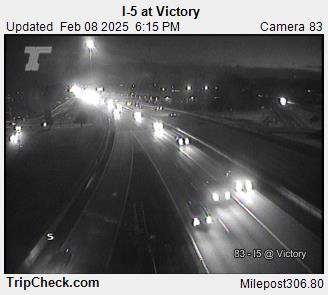 I-5 at Victory
Updated Feb 08 2025 6:15 PM Camera 83
T
S
83 - I5 @ Victory
TripCheck.com Milepost306.80